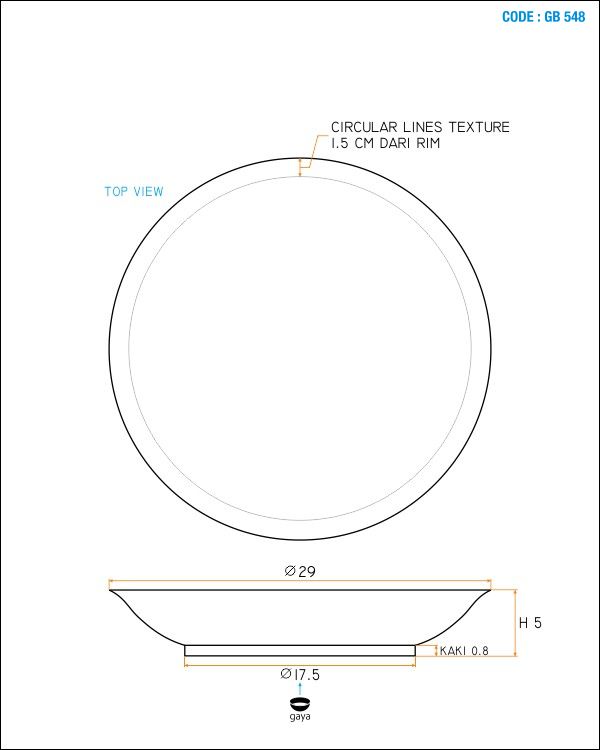 CODE : GB 548
CIRCULAR LINES TEXTURE
1.5 CM DARI RIM
TOP VIEW
Ø29
H 5
KAKI 0.8
Ø17.5
gaya